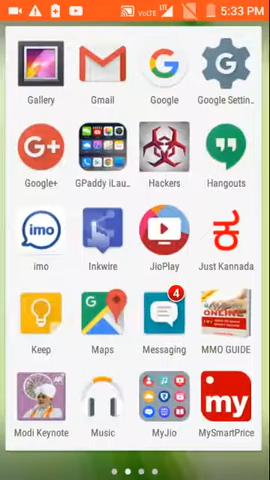 VoLTE 5:33 PM
Gallery Gmail Google Google Settin..
G+
Google+ GPaddy iLau.. Hackers Hangouts
imo ಕ
imo Inkwire JioPlay Just Kannada
G 4 ONLINE
Keep Maps Messaging MMO GUIDE
my
Modi Keynote Music MyJio MySmartPrice